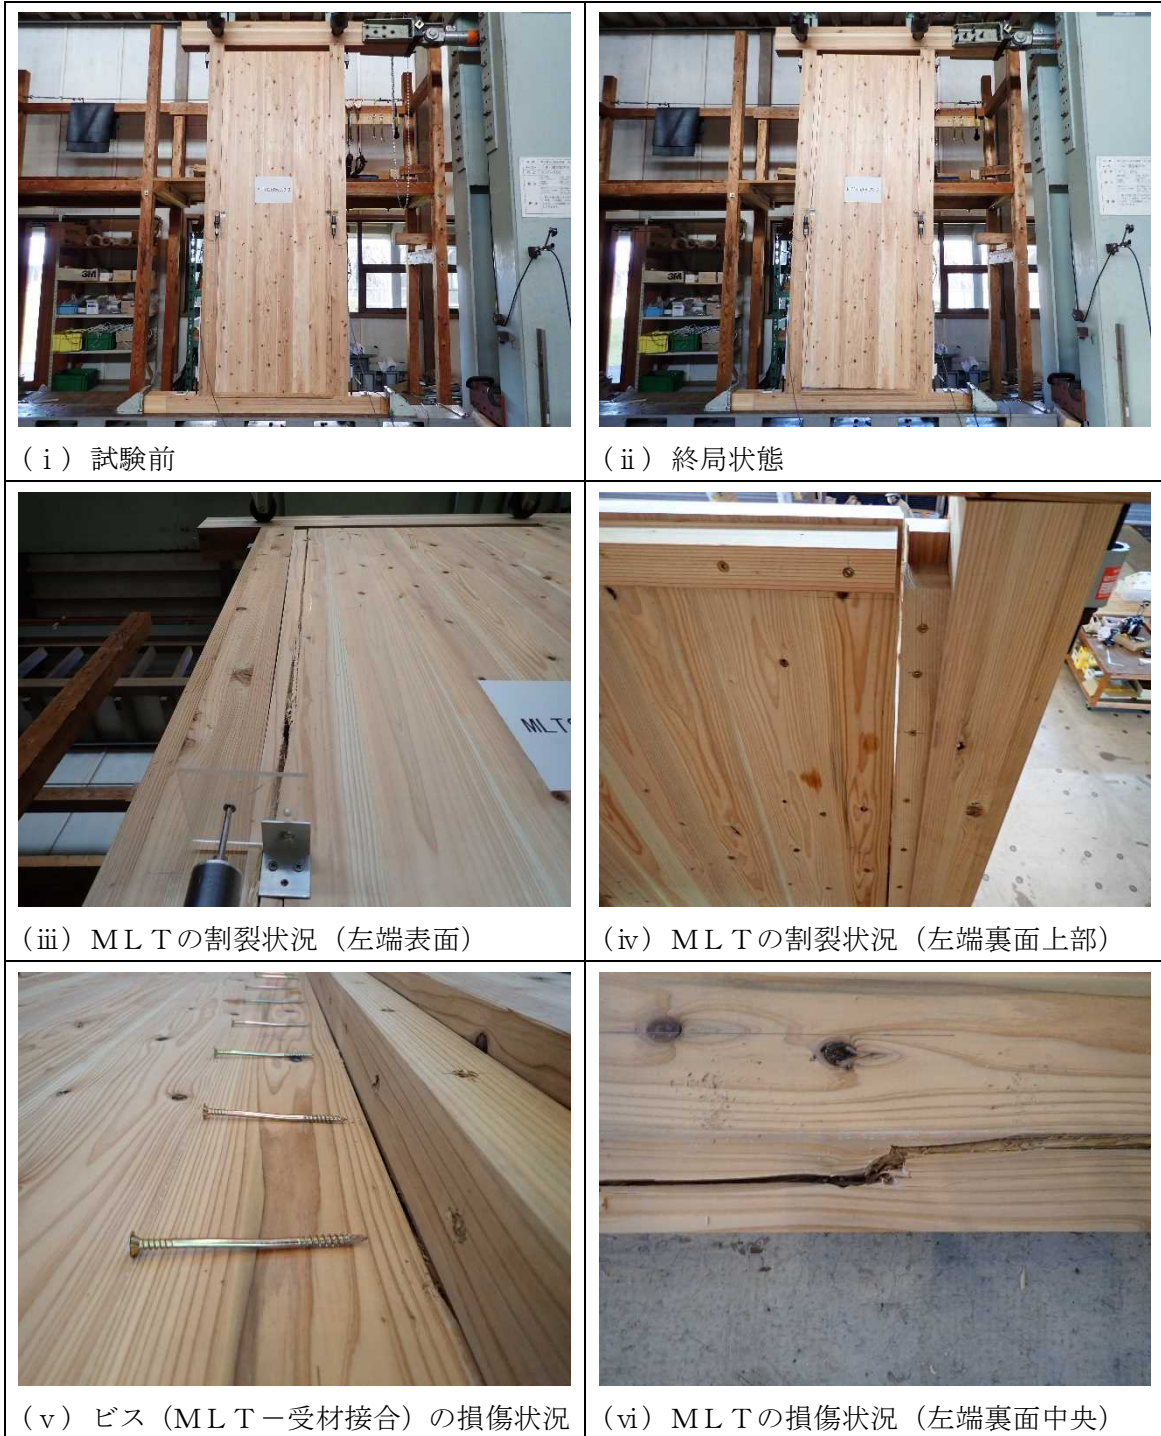 （ⅰ）試験前
（ⅱ）終局状態
3M
MLT
（ⅲ）ＭＬＴの割裂状況（左端表面）
（ⅳ）ＭＬＴの割裂状況（左端裏面上部）
（ⅴ）ビス（ＭＬＴ－受材接合）の損傷状況
（ⅵ）ＭＬＴの損傷状況（左端裏面中央）